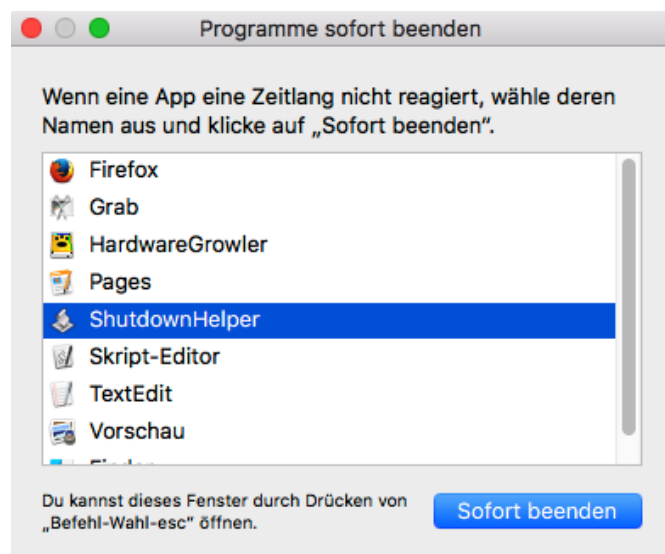 Programme sofort beenden
Wenn eine App eine Zeitlang nicht reagiert, wähle deren
Namen aus und klicke auf „Sofort beenden“.
Firefox
Grab
HardwareGrowler
Pages
ShutdownHelper
Skript-Editor
TextEdit
Vorschau
Finder
Du kannst dieses Fenster durch Drücken von
„Befehl-Wahl-esc“ öffnen.
Sofort beenden